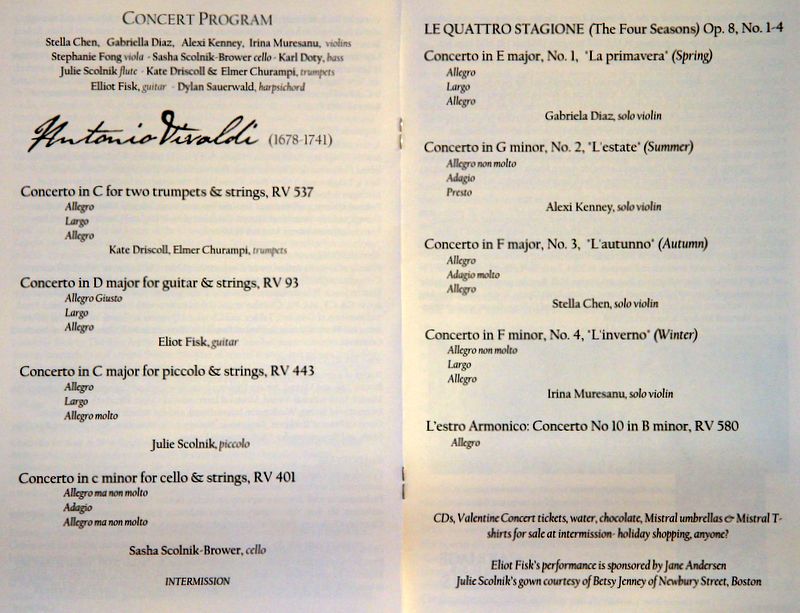 CONCERT PROGRAM
Stella Chen, Gabriella Diaz, Alexi Kenney, Irina Muresanu, violins
Stephanie Fong viola - Sasha Scolnik-Brower cello - Karl Doty, bass
Julie Scolnik flute - Kate Driscoll & Elmer Churampi, trumpets
Elliot Fisk, guitar - Dylan Sauerwald, harpsichord
Antonio Vivaldi (1678-1741)
Concerto in C for two trumpets & strings, RV 537
Allegro
Largo
Allegro
Kate Driscoll, Elmer Churampi, trumpets
Concerto in D major for guitar & strings, RV 93
Allegro Giusto
Largo
Allegro
Eliot Fisk, guitar
Concerto in C major for piccolo & strings, RV 443
Allegro
Largo
Allegro molto
Julie Scolnik, piccolo
Concerto in c minor for cello & strings, RV 401
Allegro ma non molto
Adagio
Allegro ma non molto
Sasha Scolnik-Brower, cello
INTERMISSION
LE QUATTRO STAGIONE (The Four Seasons) Op. 8, No. 1-4
Concerto in E major, No. 1, "La primavera" (Spring)
Allegro
Largo
Allegro
Gabriela Diaz, solo violin
Concerto in G minor, No. 2, "L'estate" (Summer)
Allegro non molto
Adagio
Presto
Alexi Kenney, solo violin
Concerto in F major, No. 3, "L'autunno" (Autumn)
Allegro
Adagio molto
Allegro
Stella Chen, solo violin
Concerto in F minor, No. 4, "L'inverno" (Winter)
Allegro non molto
Largo
Allegro
Irina Muresanu, solo violin
L'estro Armonico: Concerto No 10 in B minor, RV 580
Allegro
CDs, Valentine Concert tickets, water, chocolate, Mistral umbrellas & Mistral T-
shirts for sale at intermission- holiday shopping, anyone?
Eliot Fisk's performance is sponsored by Jane Andersen
Julie Scolnik's gown courtesy of Betsy Jenney of Newbury Street, Boston